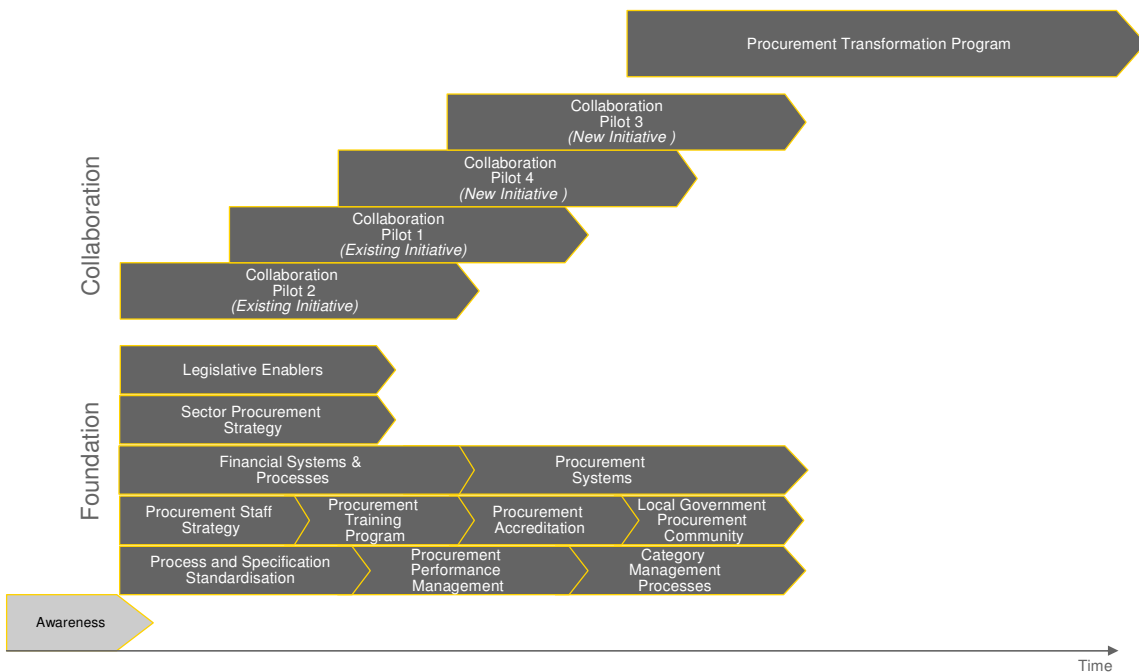 Procurement Transformation Program
Collaboration
Pilot 3
(New Initiative )
Collaboration
Pilot 4
(New Initiative )
Collaboration
Pilot 1
(Existing Initiative)
Collaboration
Pilot 2
(Existing Initiative)
Collaboration
Legislative Enablers
Sector Procurement
Strategy
Financial Systems &
Processes
Procurement
Systems
Procurement Staff
Strategy
Procurement
Training
Program
Procurement
Accreditation
Local Government
Procurement
Community
Process and Specification
Standardisation
Procurement
Performance
Management
Category
Management
Processes
Foundation
Awareness
Time